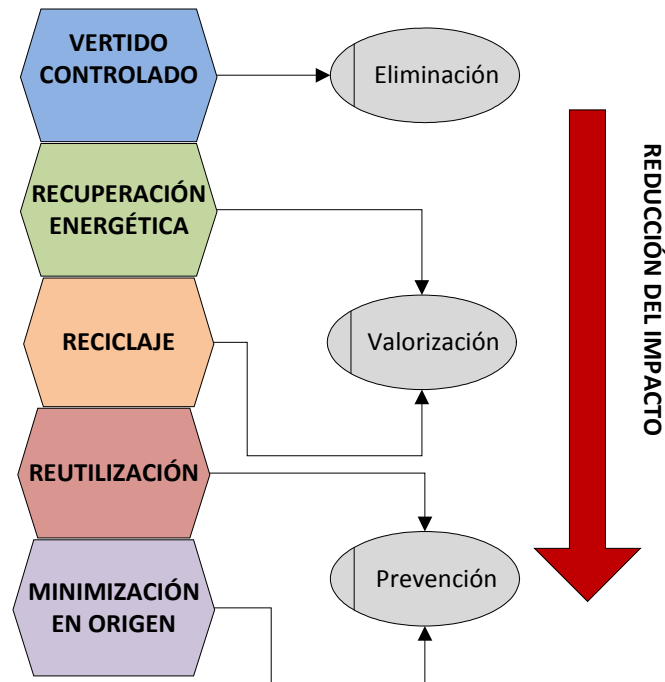 VERTIDO
CONTROLADO
Eliminación
RECUPERACIÓN
ENERGÉTICA
RECICLAJE
Valorización
REUTILIZACIÓN
MINIMIZACIÓN
EN ORIGEN
Prevención
REDUCCIÓN DEL IMPACTO